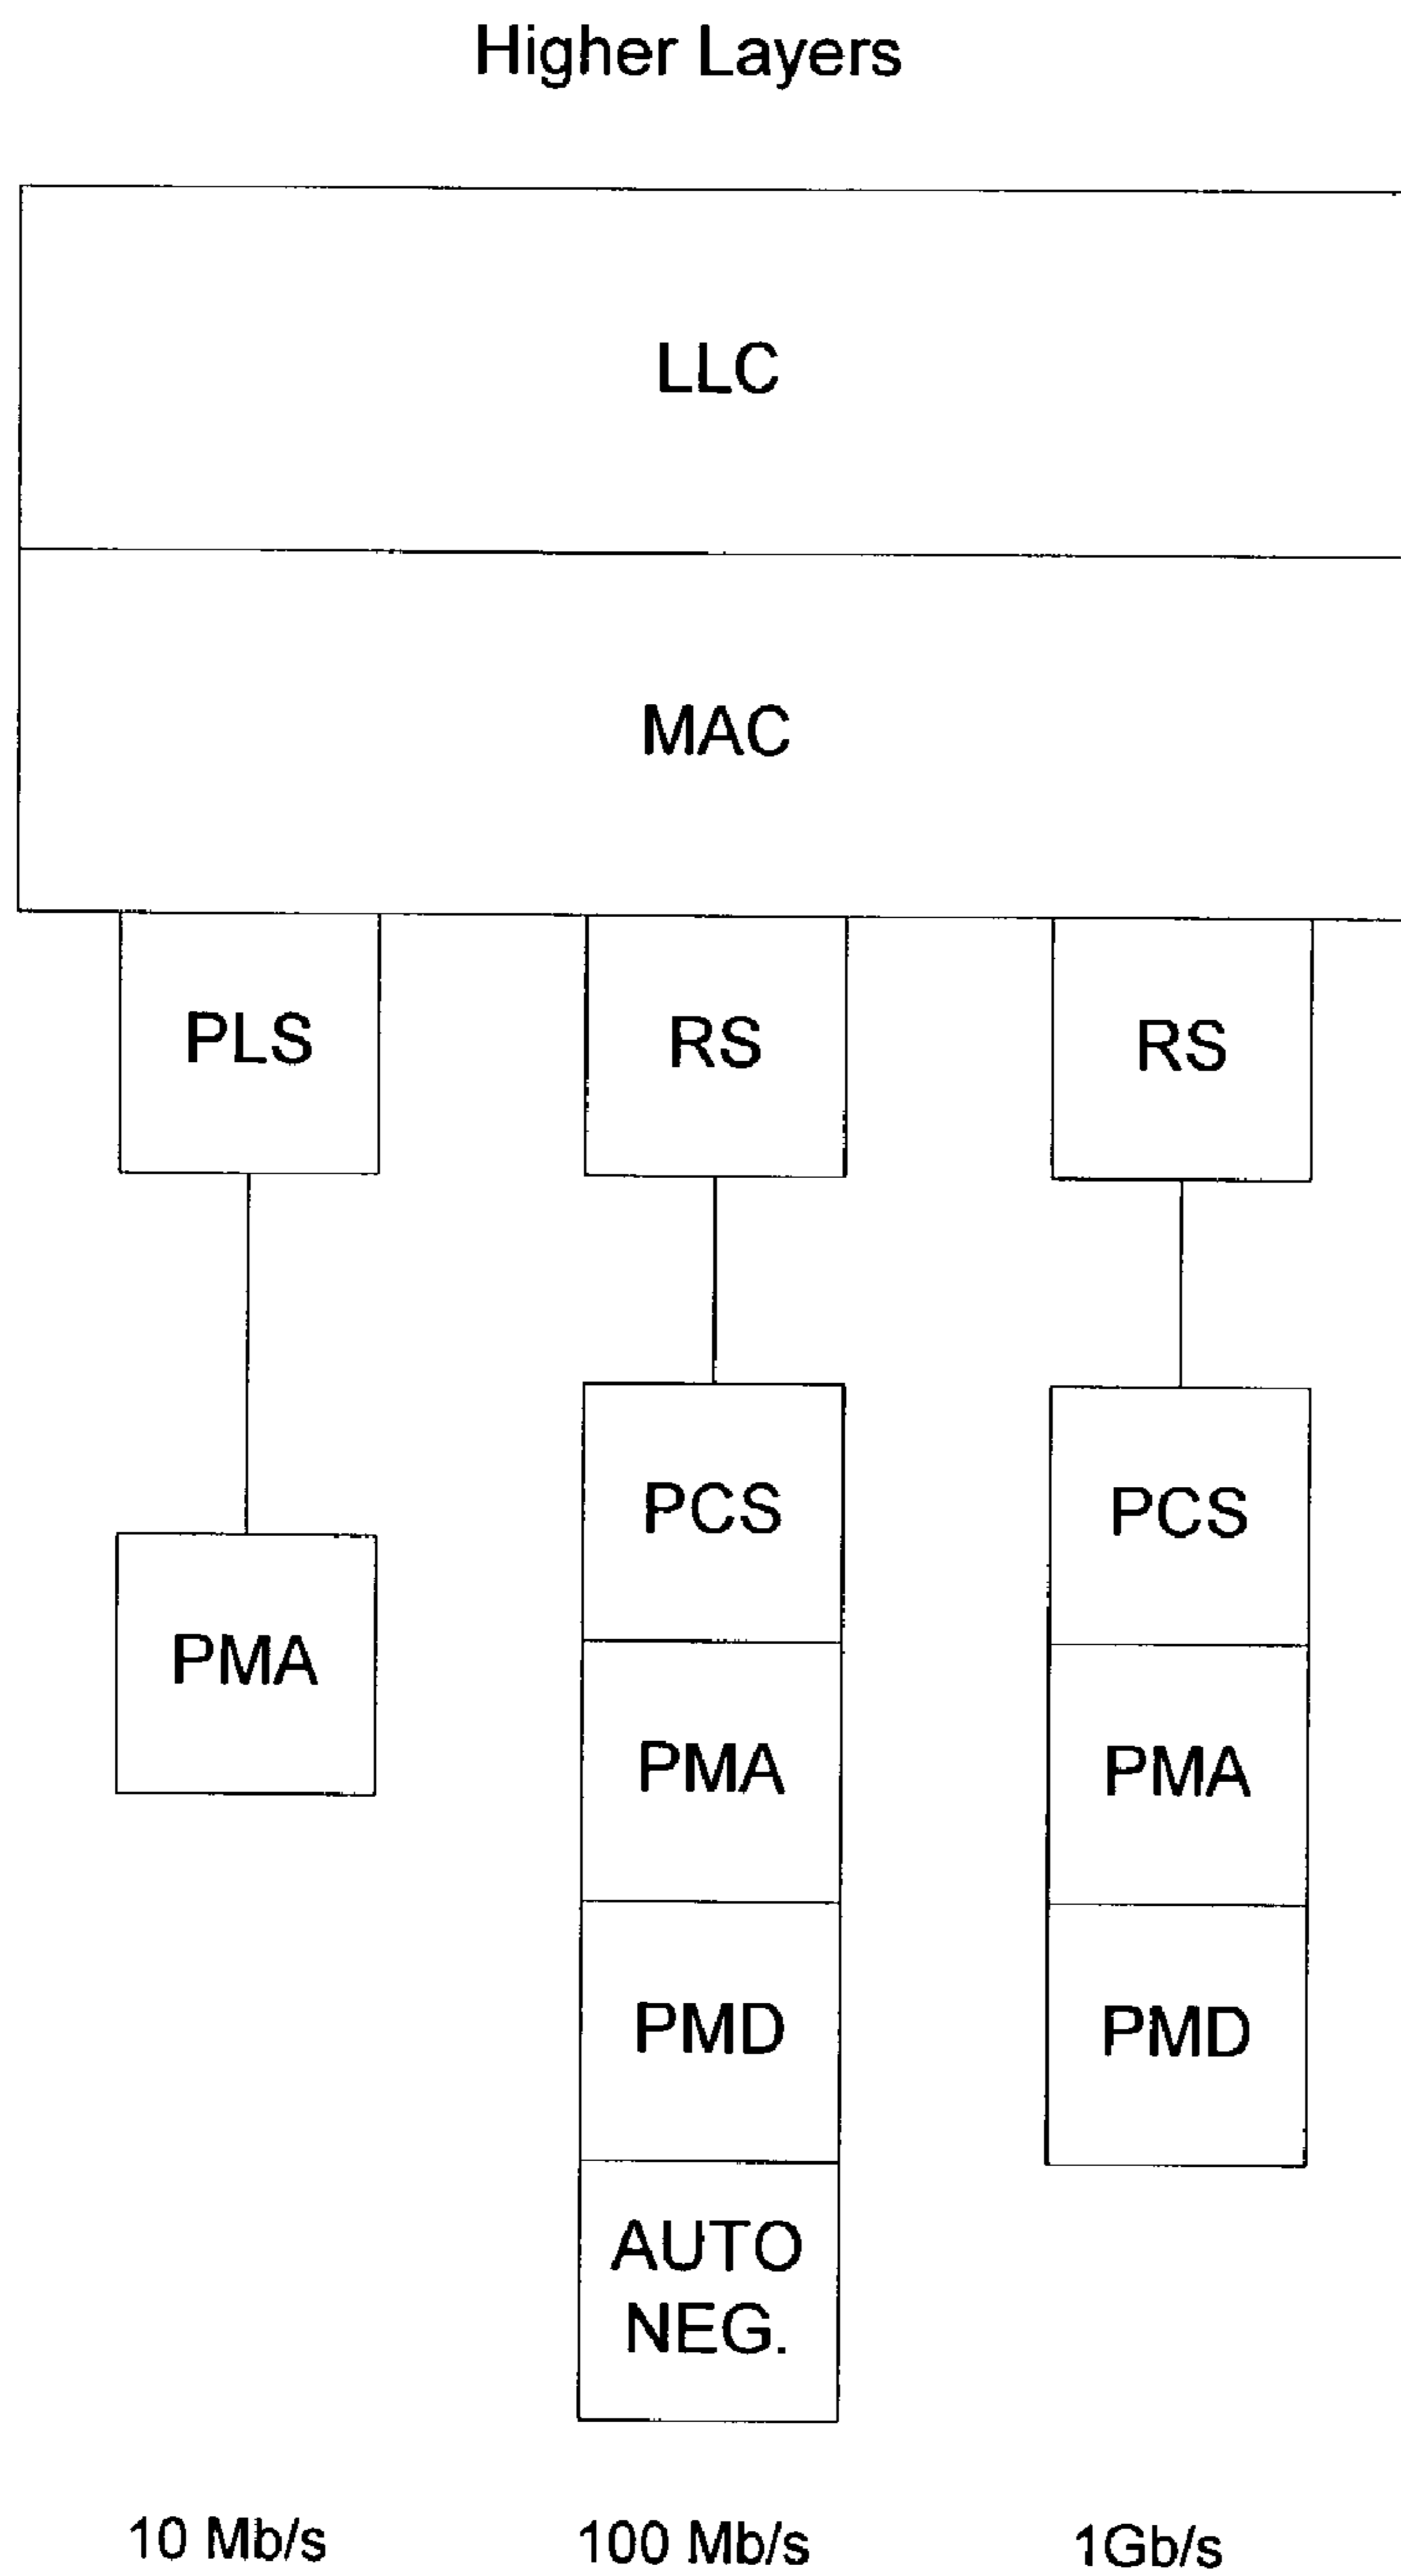 Higher Layers
LLC
MAC
PLS
RS
RS
PMA
PCS
PMA
PMD
AUTO
NEG.
PCS
PMA
PMD
10 Mb/s
100 Mb/s
1Gb/s